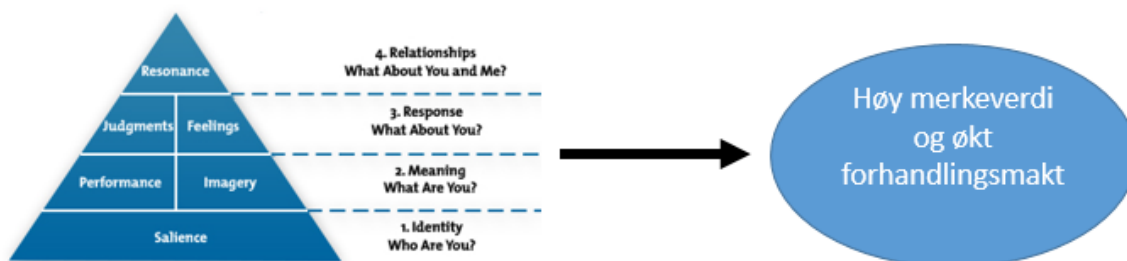 Resonance
4. Relationships
What About You and Me?
Judgments
Feelings
3. Response
What About You?
Performance
Imagery
2. Meaning
What Are You?
Salience
1. Identity
Who Are You?
Høy merkeverdi
og økt
forhandlingsmakt